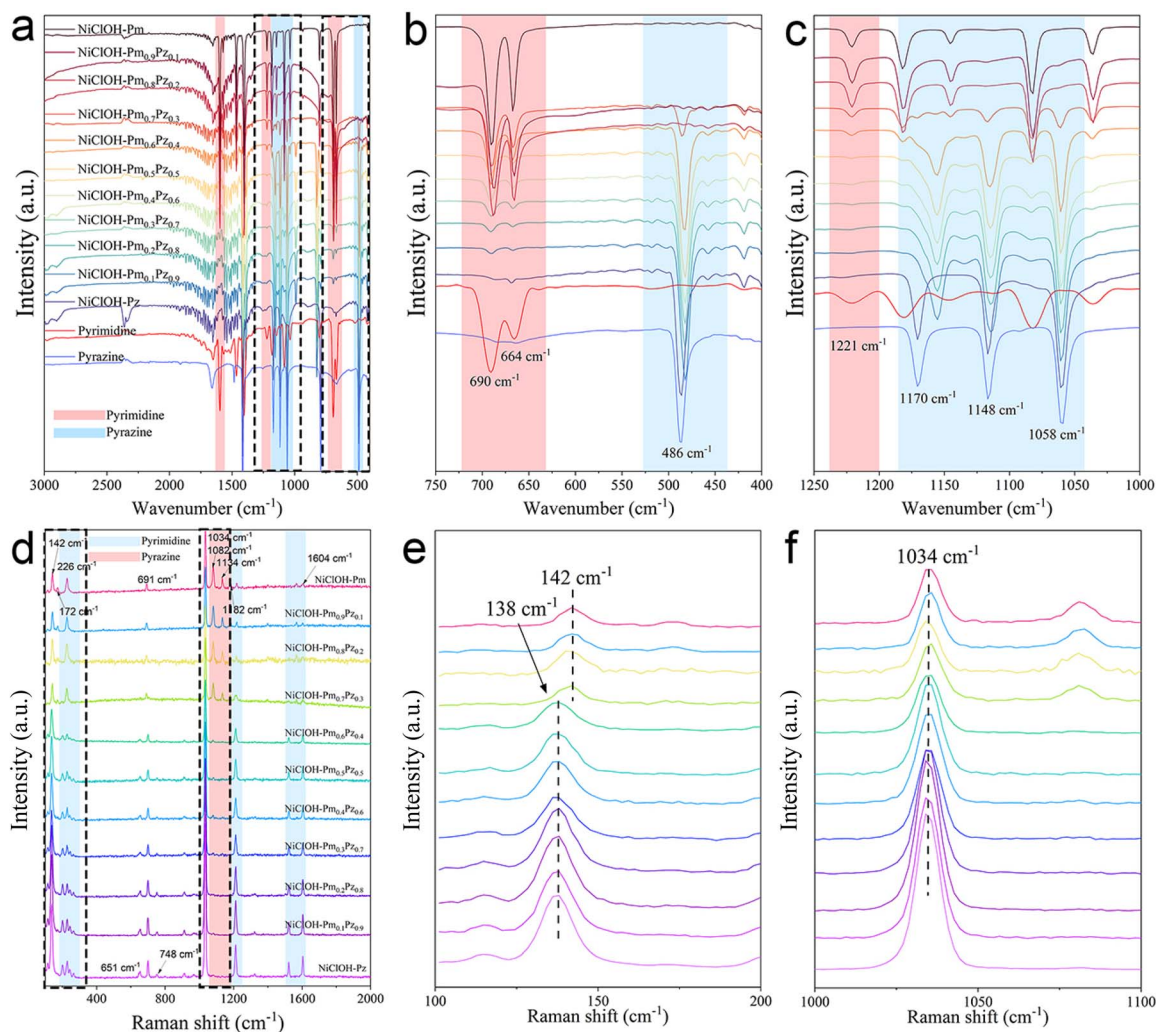 a
Intensity (a.u.)
NiClOH-Pm
NiClOH-Pm0.9Pz0.1
NiClOH-Pm0.8Pz0.2
NiClOH-Pm0.7Pz0.3
NiClOH-Pm0.6Pz0.4
NiClOH-Pm0.5Pz0.5
NiClOH-Pm0.4Pz0.6
NiClOH-Pm0.3Pz0.7
NiClOH-Pm0.2Pz0.8
NiClOH-Pm0.1Pz0.9
NiClOH-Pz
Pyrimidine
Pyrazine
Pyrimidine
Pyrazine
3000 2500 2000 1500 1000 500
Wavenumber (cm-1)
b
Intensity (a.u.)
664 cm-1
690 cm-1
486 cm-1
750 700 650 600 550 500 450 400
Wavenumber (cm-1)
c
Intensity (a.u.)
1221 cm-1
1170 cm-1
1148 cm-1
1058 cm-1
1250 1200 1150 1100 1050 1000
Wavenumber (cm-1)
d
Intensity (a.u.)
142 cm-1
226 cm-1
172 cm-1
Pyrimidine
Pyrazine
691 cm-1
1034 cm-1
1082 cm-1
1134 cm-1
1182 cm-1
1604 cm-1
NiClOH-Pm
NiClOH-Pm0.9Pz0.1
NiClOH-Pm0.8Pz0.2
NiClOH-Pm0.7Pz0.3
NiClOH-Pm0.6Pz0.4
NiClOH-Pm0.5Pz0.5
NiClOH-Pm0.4Pz0.6
NiClOH-Pm0.3Pz0.7
NiClOH-Pm0.2Pz0.8
NiClOH-Pm0.1Pz0.9
NiClOH-Pz
651 cm-1
748 cm-1
400 800 1200 1600 2000
Raman shift (cm-1)
e
Intensity (a.u.)
142 cm-1
138 cm-1
100 150 200
Raman shift (cm-1)
f
Intensity (a.u.)
1034 cm-1
1000 1050 1100
Raman shift (cm-1)